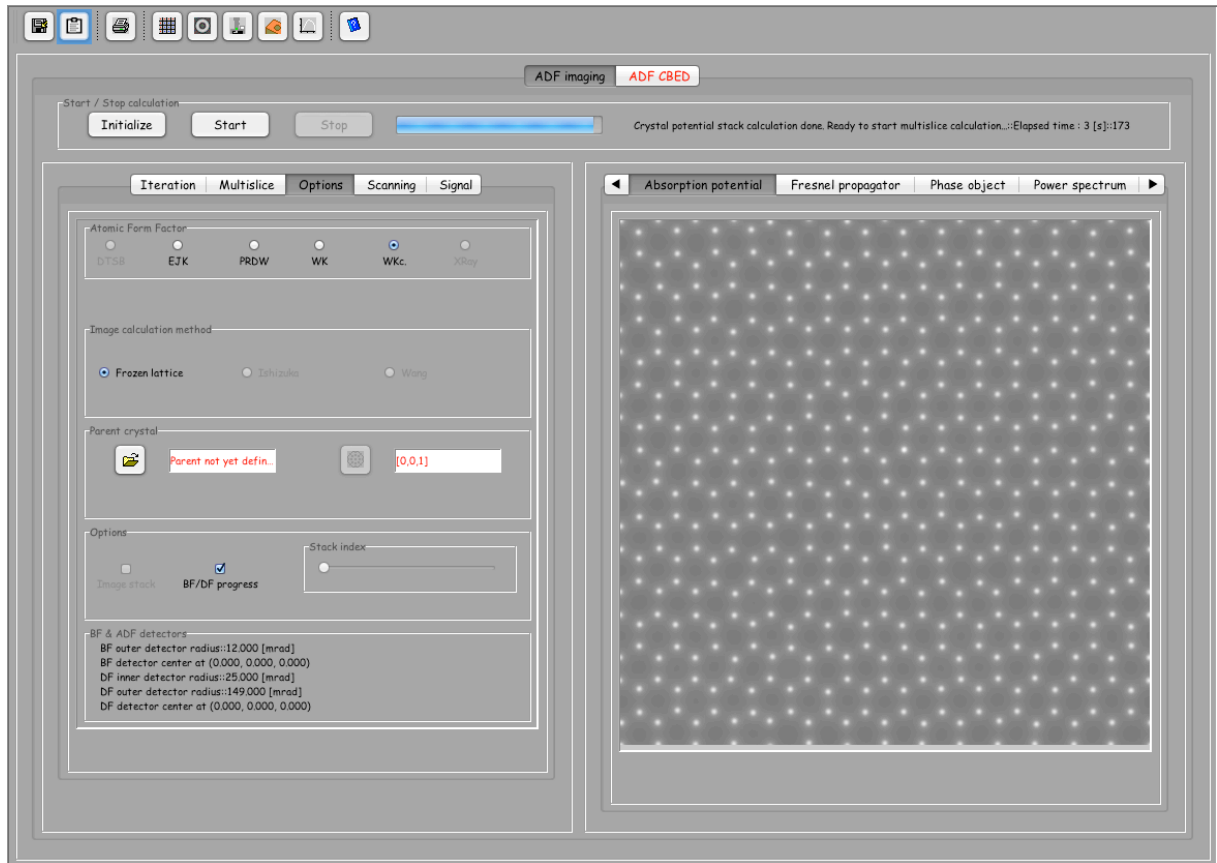 ADF imaging ADF CBED
Start / Stop calculation
Initialize Start Stop Crystal potential stack calculation done. Ready to start multislice calculation...::Elapsed time : 3 [s]::173
Iteration Multislice Options Scanning Signal
Absorption potential Fresnel propagator Phase object Power spectrum
Atomic Form Factor
DTSB EJK PRDW WK WKc. XRay
Image calculation method
Frozen lattice Ishizuka Wang
Parent crystal
Parent not yet defin... [0,0,1]
Options
Stack index
Image stack BF/DF progress
BF & ADF detectors
BF outer detector radius::12.000 [mrad]
BF detector center at (0.000, 0.000, 0.000)
DF inner detector radius::25.000 [mrad]
DF outer detector radius::149.000 [mrad]
DF detector center at (0.000, 0.000, 0.000)